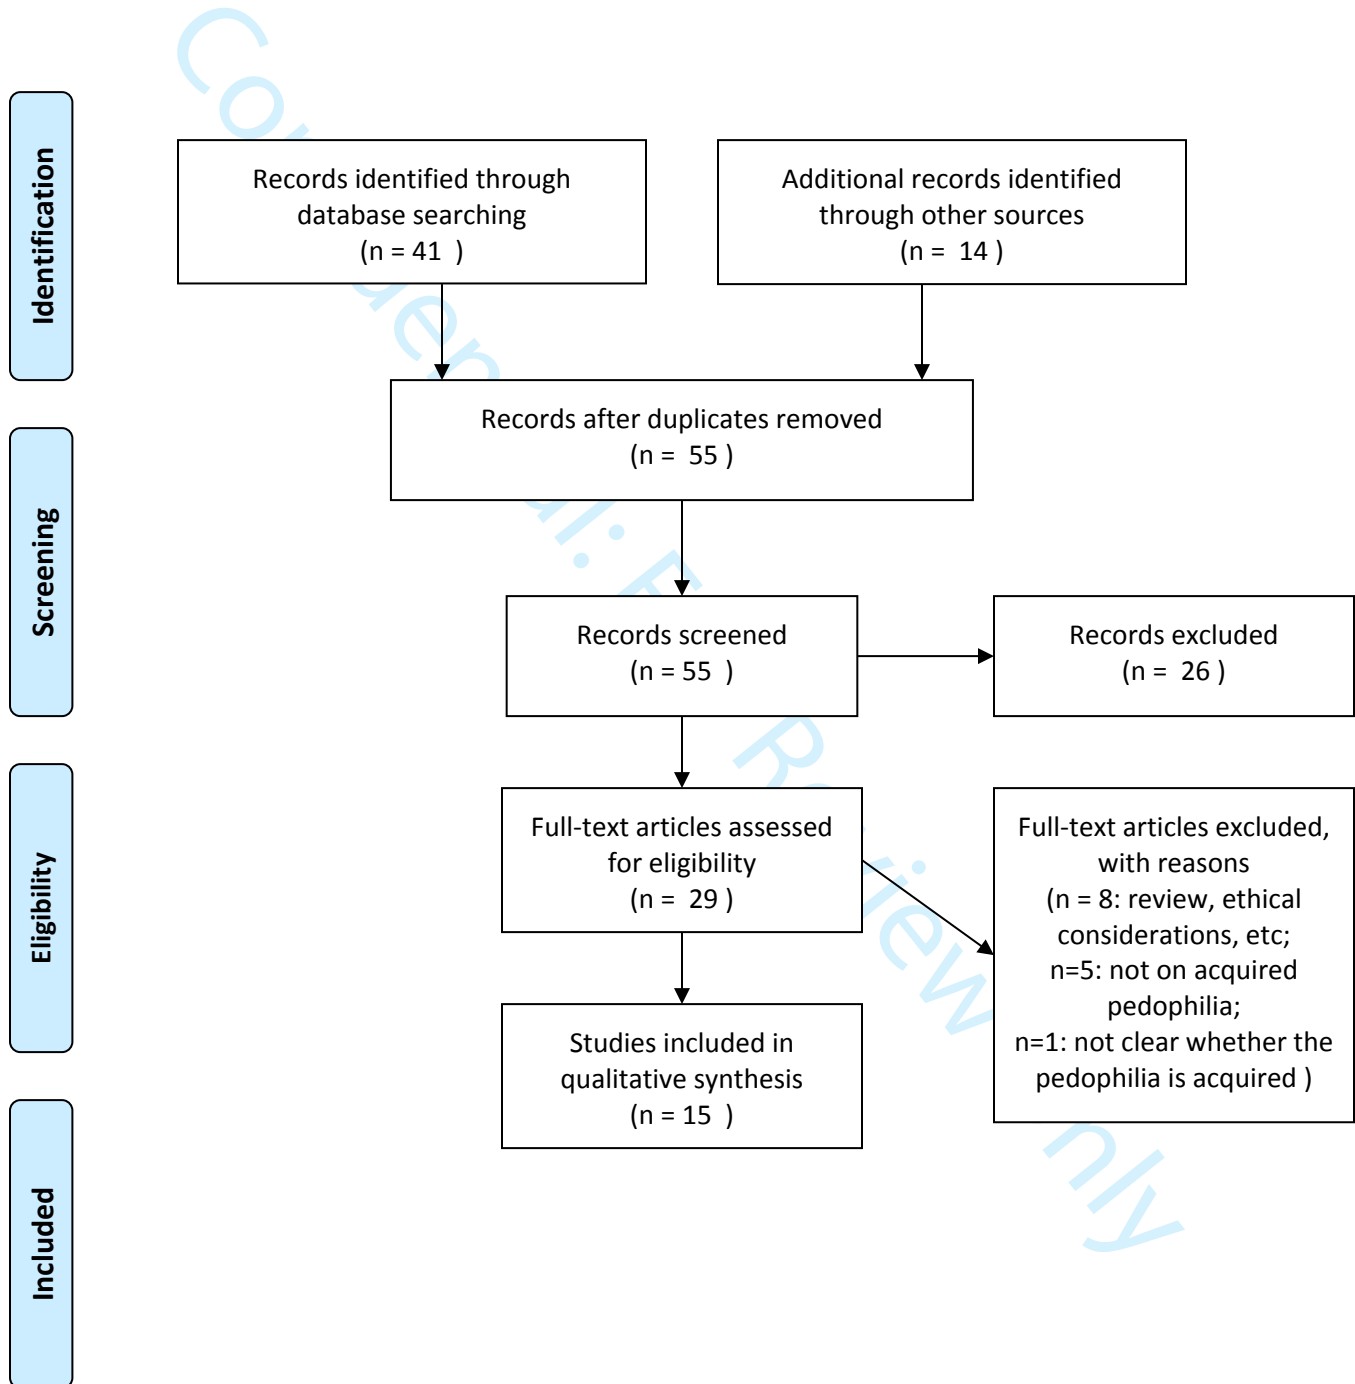 Identification
Records identified through
database searching
(n = 41  )
Additional records identified
through other sources
(n =  14 )
Records after duplicates removed
(n =  55 )
Screening
Records screened
(n = 55  )
Records excluded
(n =  26 )
Eligibility
Full-text articles assessed
for eligibility
(n =  29 )
Full-text articles excluded,
with reasons
(n = 8: review, ethical
considerations, etc;
n=5: not on acquired
pedophilia;
n=1: not clear whether the
pedophilia is acquired )
Studies included in
qualitative synthesis
(n = 15  )
Included